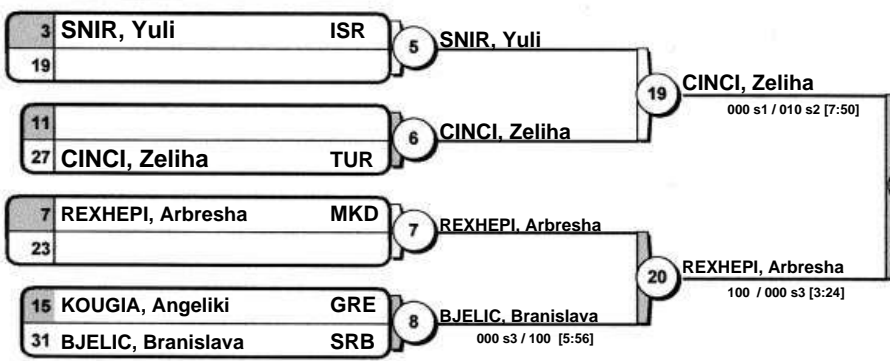 3 SNIR, Yuli ISR
19
5 SNIR, Yuli
11
27 CINCI, Zeliha TUR
6 CINCI, Zeliha
19 CINCI, Zeliha
000 s1 / 010 s2 [7:50]
7 REXHEPI, Arbresha MKD
23
7 REXHEPI, Arbresha
15 KOUGIA, Angeliki GRE
31 BJELIC, Branislava SRB
8 BJELIC, Branislava
000 s3 / 100 [5:56]
20 REXHEPI, Arbresha
100 / 000 s3 [3:24]